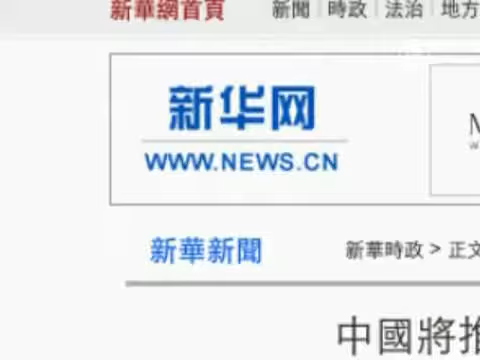 新華網首頁 新聞 | 時政 | 法治 | 地方
新华网
WWW.NEWS.CN
新華新聞 新華時政 > 正文
中國將推